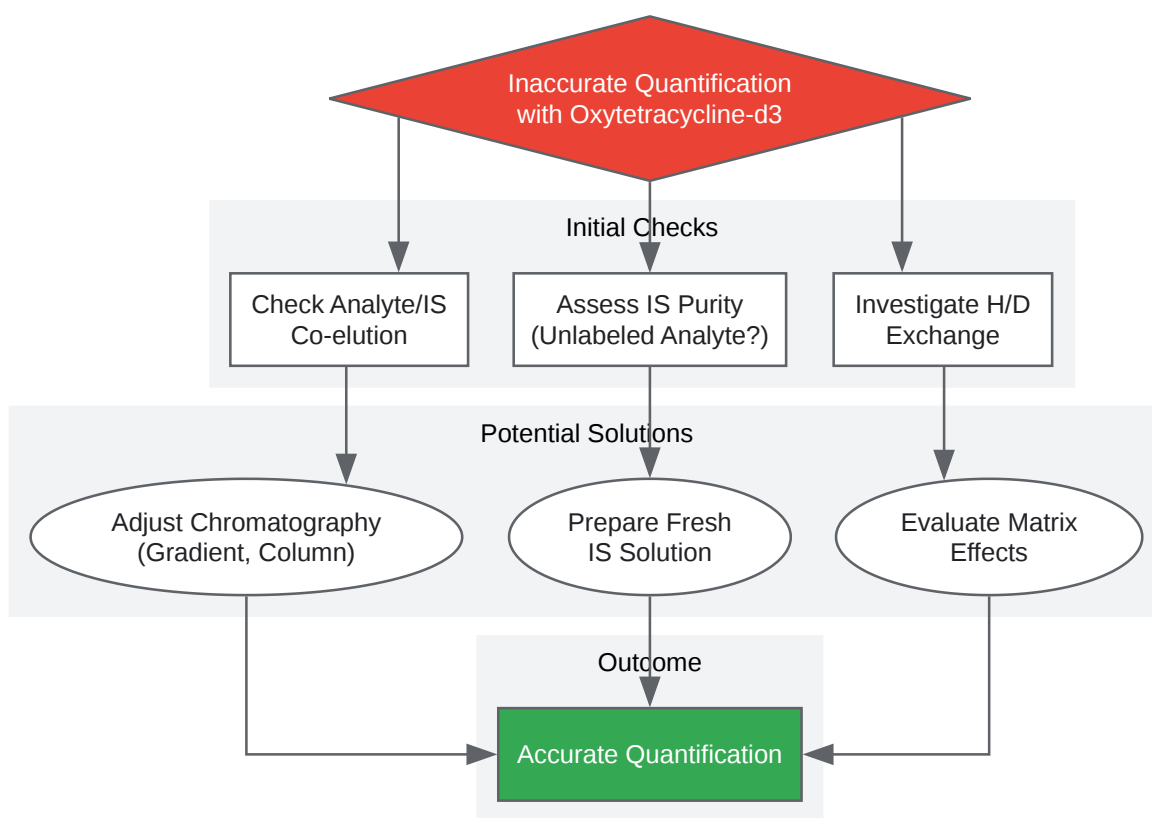 Inaccurate Quantification
with Oxytetracycline-d3
Initial Checks
Check Analyte/IS
Co-elution
Assess IS Purity
(Unlabeled Analyte?)
Investigate H/D
Exchange
Potential Solutions
Adjust Chromatography
(Gradient, Column)
Prepare Fresh
IS Solution
Evaluate Matrix
Effects
Outcome
Accurate Quantification